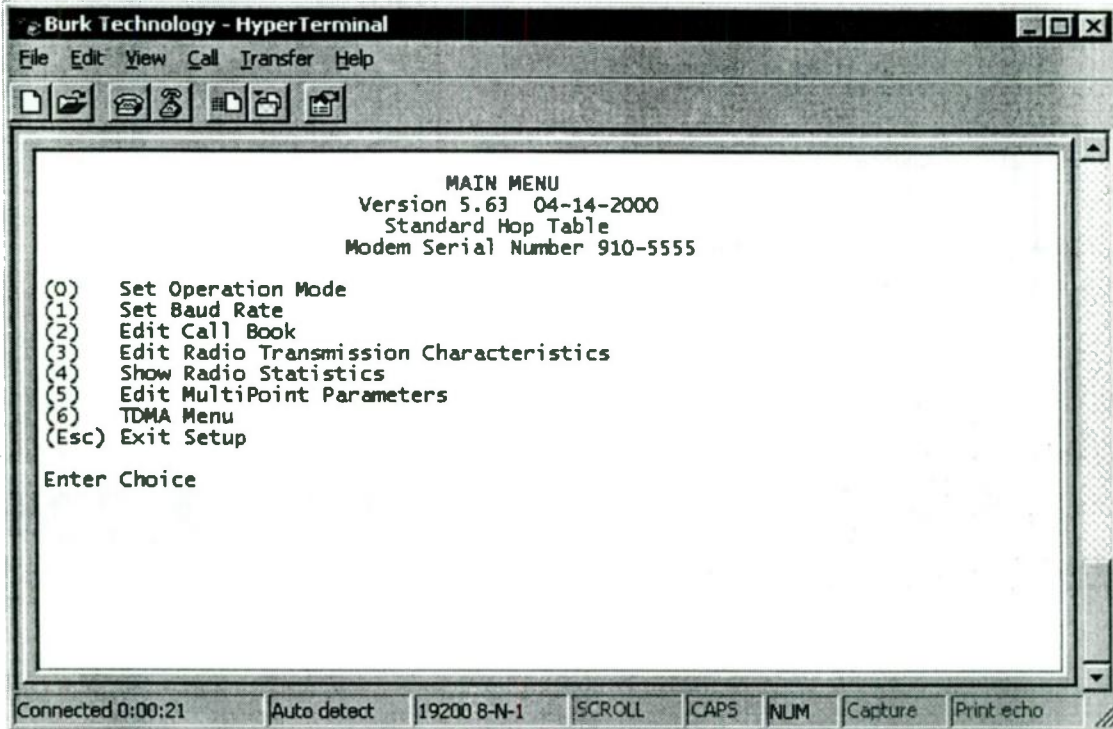 Burk Technology - HyperTerminal
File Edit View Call Transfer Help
MAIN MENU
Version 5.63 04-14-2000
Standard Hop Table
Modem Serial Number 910-5555
(0) Set Operation Mode
(1) Set Baud Rate
(2) Edit Call Book
(3) Edit Radio Transmission Characteristics
(4) Show Radio Statistics
(5) Edit MultiPoint Parameters
(6) TDMA Menu
(Esc) Exit Setup
Enter Choice
Connected 0:00:21 Auto detect 19200 8-N-1 SCROLL CAPS NUM Capture Print echo